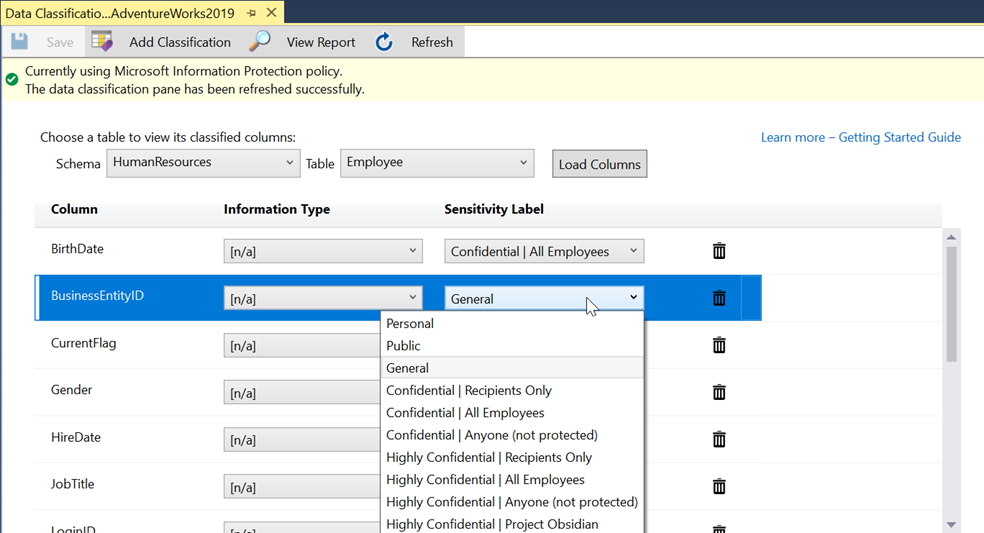 Data Classificatio...AdventureWorks2019
Save Add Classification View Report Refresh
Currently using Microsoft Information Protection policy.
The data classification pane has been refreshed successfully.
Choose a table to view its classified columns: Learn more – Getting Started Guide
Schema HumanResources Table Employee Load Columns
Column Information Type Sensitivity Label
BirthDate [n/a] Confidential | All Employees
BusinessEntityID [n/a] General
Personal
CurrentFlag [n/a] Public
General
Gender [n/a] Confidential | Recipients Only
Confidential | All Employees
HireDate [n/a] Confidential | Anyone (not protected)
Highly Confidential | Recipients Only
JobTitle [n/a] Highly Confidential | All Employees
Highly Confidential | Anyone (not protected)
LoginID [n/a] Highly Confidential | Project Obsidian